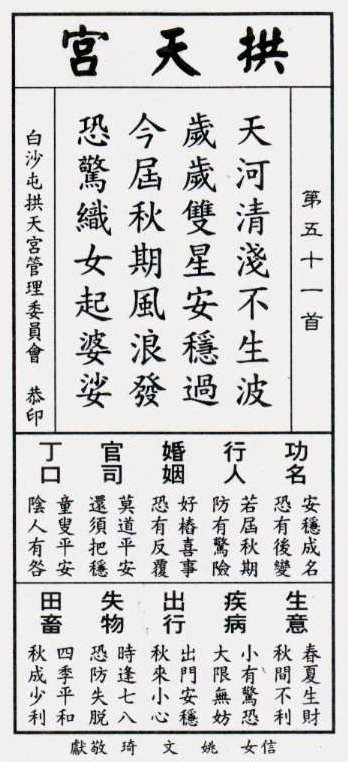 拱天宮
第五十一首
天河清淺不生波
歲歲雙星安穩過
今屆秋期風浪發
恐驚織女起婆娑
白沙屯拱天宮管理委員會　恭印
功名
安穩成名
恐有後變
行人
若屆秋期
防有驚險
婚姻
好樁喜事
恐有反覆
官司
莫道平安
還須把穩
丁口
童叟平安
陰人有咎
生意
春夏生財
秋間不利
疾病
小有驚恐
大限無妨
出行
出門安穩
秋來小心
失物
時逢七八
恐防失脫
田畜
四季平和
秋成少利
信女　姚文琦　敬獻